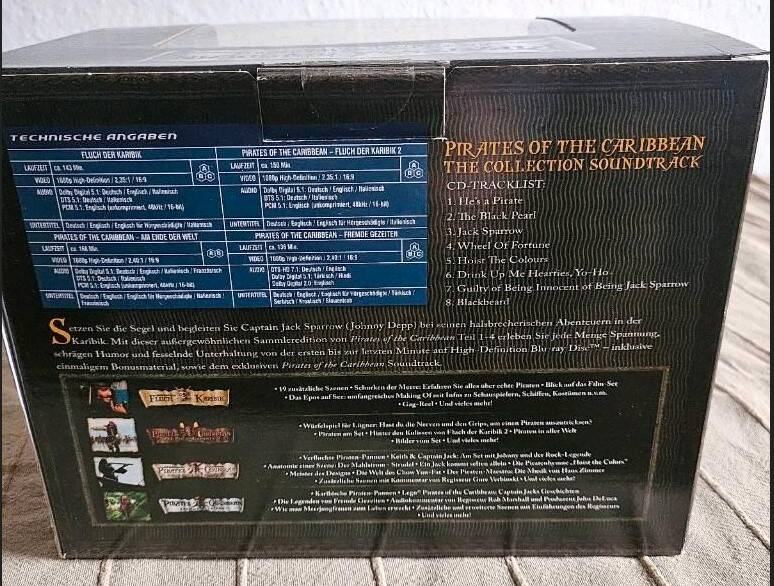 TECHNISCHE ANGABEN
FLUCH DER KARIBIK
LAUFZEIT ca. 143 Min.
VIDEO 1080p High-Definition / 2,35:1 / 16:9
AUDIO Dolby Digital 5.1: Deutsch / Englisch / Italienisch
DTS 5.1: Deutsch / Italienisch
PCM 5.1: Englisch (unkomprimiert, 48kHz / 16-bit)
UNTERTITEL Deutsch / Englisch / Englisch für Hörgeschädigte / Italienisch
A B C
PIRATES OF THE CARIBBEAN – FLUCH DER KARIBIK 2
LAUFZEIT ca. 150 Min.
VIDEO 1080p High-Definition / 2,35:1 / 16:9
AUDIO Dolby Digital 5.1: Deutsch / Englisch / Italienisch
DTS 5.1: Deutsch / Italienisch
PCM 5.1: Englisch (unkomprimiert, 48kHz / 16-bit)
UNTERTITEL Deutsch / Englisch / Englisch für Hörgeschädigte / Italienisch
A B C
PIRATES OF THE CARIBBEAN – AM ENDE DER WELT
LAUFZEIT ca. 168 Min.
VIDEO 1080p High-Definition / 2,40:1 / 16:9
AUDIO Dolby Digital 5.1: Deutsch / Englisch / Italienisch / Französisch
DTS 5.1: Deutsch / Italienisch
PCM 5.1: Englisch (unkomprimiert, 48kHz / 16-bit)
UNTERTITEL Deutsch / Englisch / Englisch für Hörgeschädigte / Italienisch /
Französisch
PIRATES OF THE CARIBBEAN – FREMDE GEZEITEN
LAUFZEIT ca. 136 Min.
VIDEO 1080p High-Definition / 2,40:1 / 16:9
AUDIO DTS-HD 7.1: Deutsch / Englisch
Dolby Digital 5.1: Türkisch / Hindi
Dolby Digital 2.0: Englisch
UNTERTITEL Deutsch / Englisch / Englisch für Hörgeschädigte / Türkisch /
Serbisch / Kroatisch / Slowenisch
A B C
PIRATES OF THE CARIBBEAN
THE COLLECTION SOUNDTRACK
CD-TRACKLIST:
1. He's a Pirate
2. The Black Pearl
3. Jack Sparrow
4. Wheel Of Fortune
5. Hoist The Colours
6. Drink Up Me Hearties, Yo-Ho
7. Guilty of Being Innocent of Being Jack Sparrow
8. Blackbeard
Setzen Sie die Segel und begleiten Sie Captain Jack Sparrow (Johnny Depp) bei seinen halsbrecherischen Abenteuern in der
Karibik. Mit dieser außergewöhnlichen Sammleredition von Pirates of the Caribbean Teil 1-4 erleben Sie jede Menge Spannung,
schrägen Humor und fesselnde Unterhaltung von der ersten bis zur letzten Minute auf High-Definition Blu-ray Disc™ – inklusive
einmaligem Bonusmaterial, sowie dem exklusiven Pirates of the Caribbean Soundtrack.
FLUCH KARIBIK
• 19 zusätzliche Szenen • Schurken der Meere: Erfahren Sie alles über echte Piraten • Blick auf das Film-Set
• Das Epos auf See: umfangreiches Making Of mit Infos zu Schauspielern, Schiffen, Kostümen u.v.m.
• Gag-Reel • Und vieles mehr!
PIRATES CARIBBEAN
• Würfelspiel für Lügner: Hast du die Nerven und den Grips, um einen Piraten auszutricksen?
• Piraten am Set • Hinter den Kulissen von Fluch der Karibik 2 • Piraten in aller Welt
• Bilder vom Set • Und vieles mehr!
PIRATES CARIBBEAN
• Verfluchte Piraten-Pannen • Keith & Captain Jack: Am Set mit Johnny und der Rock-Legende
• Anatomie einer Szene: Der Mahlstrom • Strudel • Ein Jack kommt selten allein • Die Piratenhymne „Hoist the Colors“
• Meister des Designs • Die Welt des Chow Yun-Fat • Der Piraten-Maestro: Die Musik von Hans Zimmer
• Zusätzliche Szenen mit Kommentar von Regisseur Gore Verbinski • Und vieles mehr!
PIRATES CARIBBEAN
• Karibische Piraten-Pannen • Lego® Pirates of the Caribbean: Captain Jacks Geschichten
• Die Legenden von Fremde Gezeiten • Audiokommentar von Regisseur Rob Marshall und Produzent John DeLuca
• Wie man Meerjungfrauen zum Leben erweckt • Zusätzliche und erweiterte Szenen mit Einführungen des Regisseurs
• Und vieles mehr!